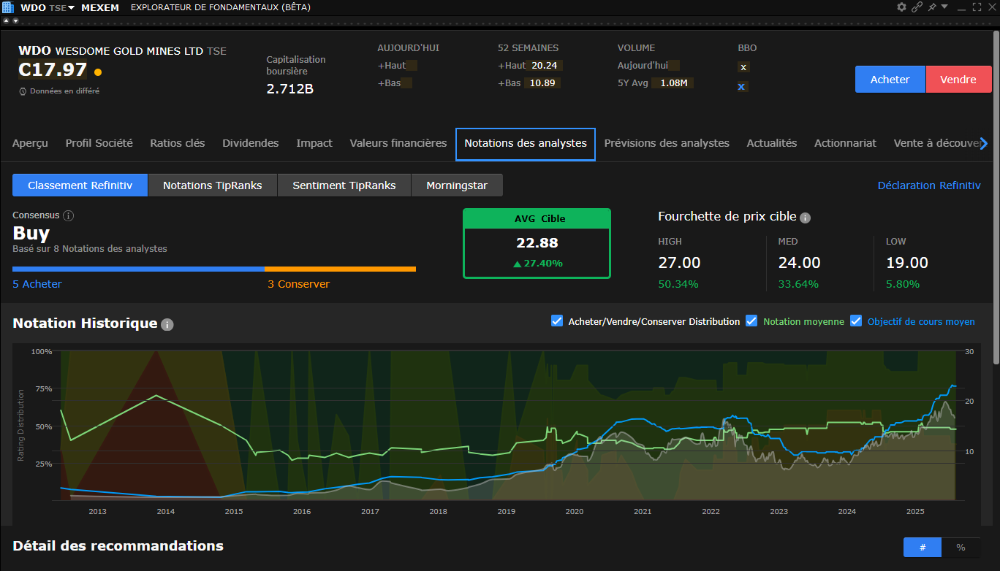 WDO TSE MEXEM EXPLORATEUR DE FONDAMENTAUX (BÊTA)
WDO WESDOME GOLD MINES LTD TSE
C17.97
Données en différé
Capitalisation
boursière
2.712B
AUJOURD'HUI
+Haut
+Bas
52 SEMAINES
+Haut 20.24
+Bas 10.89
VOLUME
Aujourd'hui
5Y Avg 1.08M
BBO
x
x
Acheter Vendre
Aperçu Profil Société Ratios clés Dividendes Impact Valeurs financières Notations des analystes Prévisions des analystes Actualités Actionnariat Vente à découver
Classement Refinitiv Notations TipRanks Sentiment TipRanks Morningstar Déclaration Refinitiv
Consensus
Buy
Basé sur 8 Notations des analystes
5 Acheter 3 Conserver
AVG Cible
22.88
27.40%
Fourchette de prix cible
HIGH MED LOW
27.00 24.00 19.00
50.34% 33.64% 5.80%
Notation Historique
Acheter/Vendre/Conserver Distribution Notation moyenne Objectif de cours moyen
Rating Distribution
100% 30
75%
20
50%
10
25%
2013 2014 2015 2016 2017 2018 2019 2020 2021 2022 2023 2024 2025
Détail des recommandations
# %